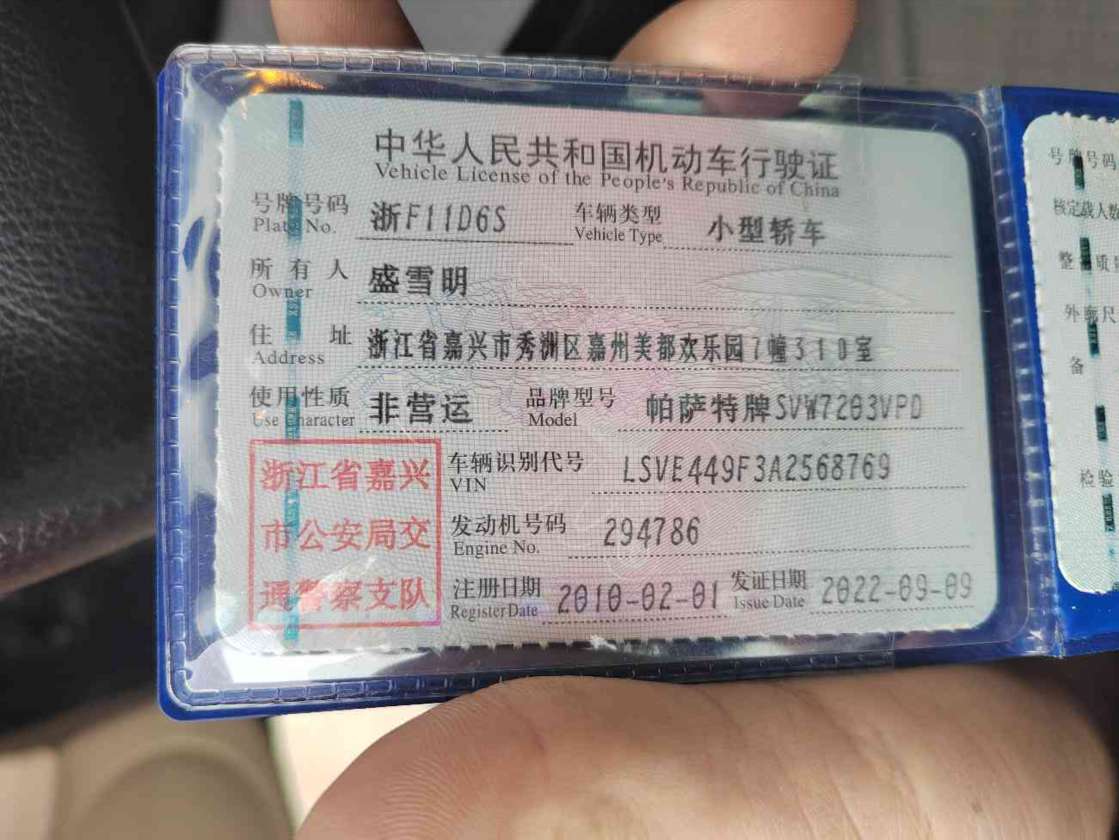 中华人民共和国机动车行驶证
Vehicle License of the People's Republic of China
号牌号码 浙F11D6S 车辆类型 小型轿车
Plate No. Vehicle Type
所有人 盛雪明
Owner
住址 浙江省嘉兴市秀洲区嘉州美都欢乐园7幢310室
Address
使用性质 非营运 品牌型号 帕萨特牌SVW7203VPD
Use Character Model
浙江省嘉兴
市公安局交
通警察支队
车辆识别代号 LSVE449F3A2568769
VIN
发动机号码 294786
Engine No.
注册日期 2010-02-01 发证日期 2022-09-09
Register Date Issue Date
号牌号码
核定载人数
整 质
外廓尺
备
检验